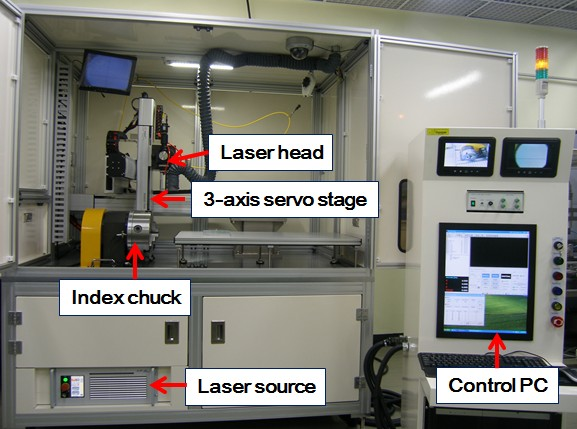 Laser head
3-axis servo stage
Index chuck
Laser source
Control PC